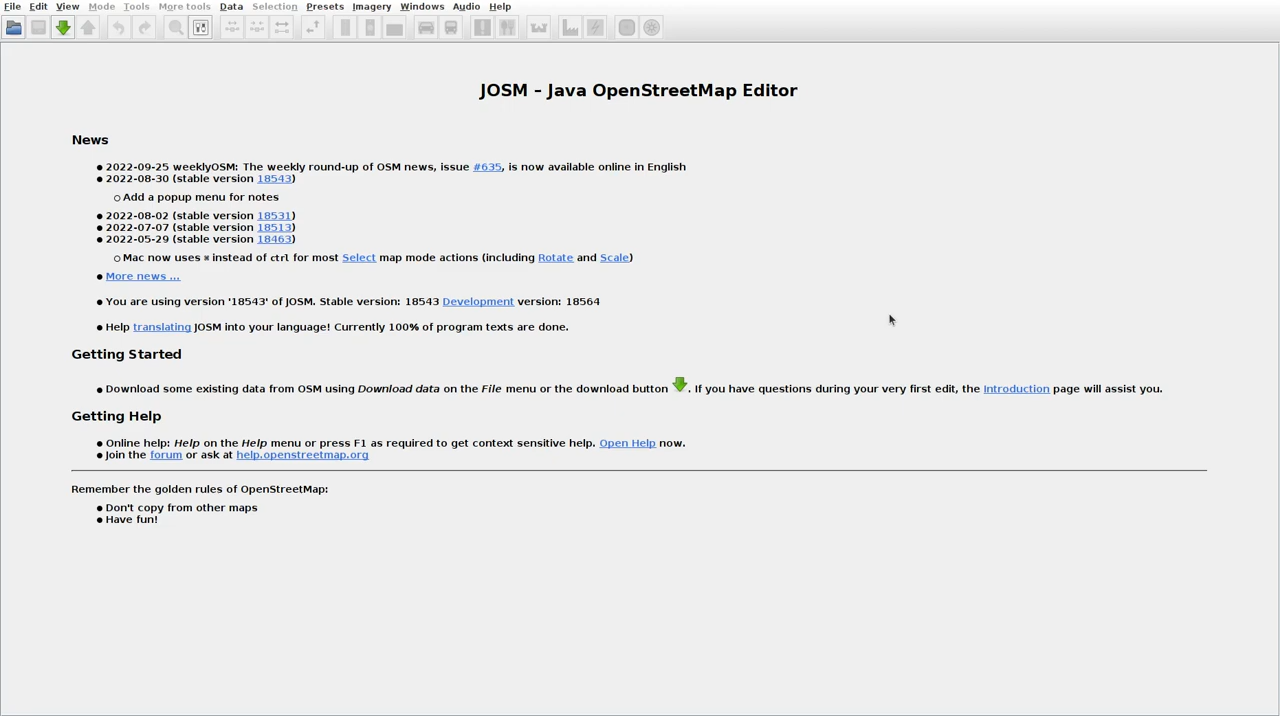 File Edit View Mode Tools More tools Data Selection Presets Imagery Windows Audio Help
JOSM – Java OpenStreetMap Editor
News
2022-09-25 weeklyOSM: The weekly round-up of OSM news, issue #635, is now available online in English
2022-08-30 (stable version 18543)
Add a popup menu for notes
2022-08-02 (stable version 18531)
2022-07-07 (stable version 18513)
2022-05-29 (stable version 18463)
Mac now uses ⌘ instead of ctrl for most Select map mode actions (including Rotate and Scale)
More news ...
You are using version '18543' of JOSM. Stable version: 18543 Development version: 18564
Help translating JOSM into your language! Currently 100% of program texts are done.
Getting Started
Download some existing data from OSM using Download data on the File menu or the download button . If you have questions during your very first edit, the Introduction page will assist you.
Getting Help
Online help: Help on the Help menu or press F1 as required to get context sensitive help. Open Help now.
Join the forum or ask at help.openstreetmap.org
Remember the golden rules of OpenStreetMap:
Don't copy from other maps
Have fun!